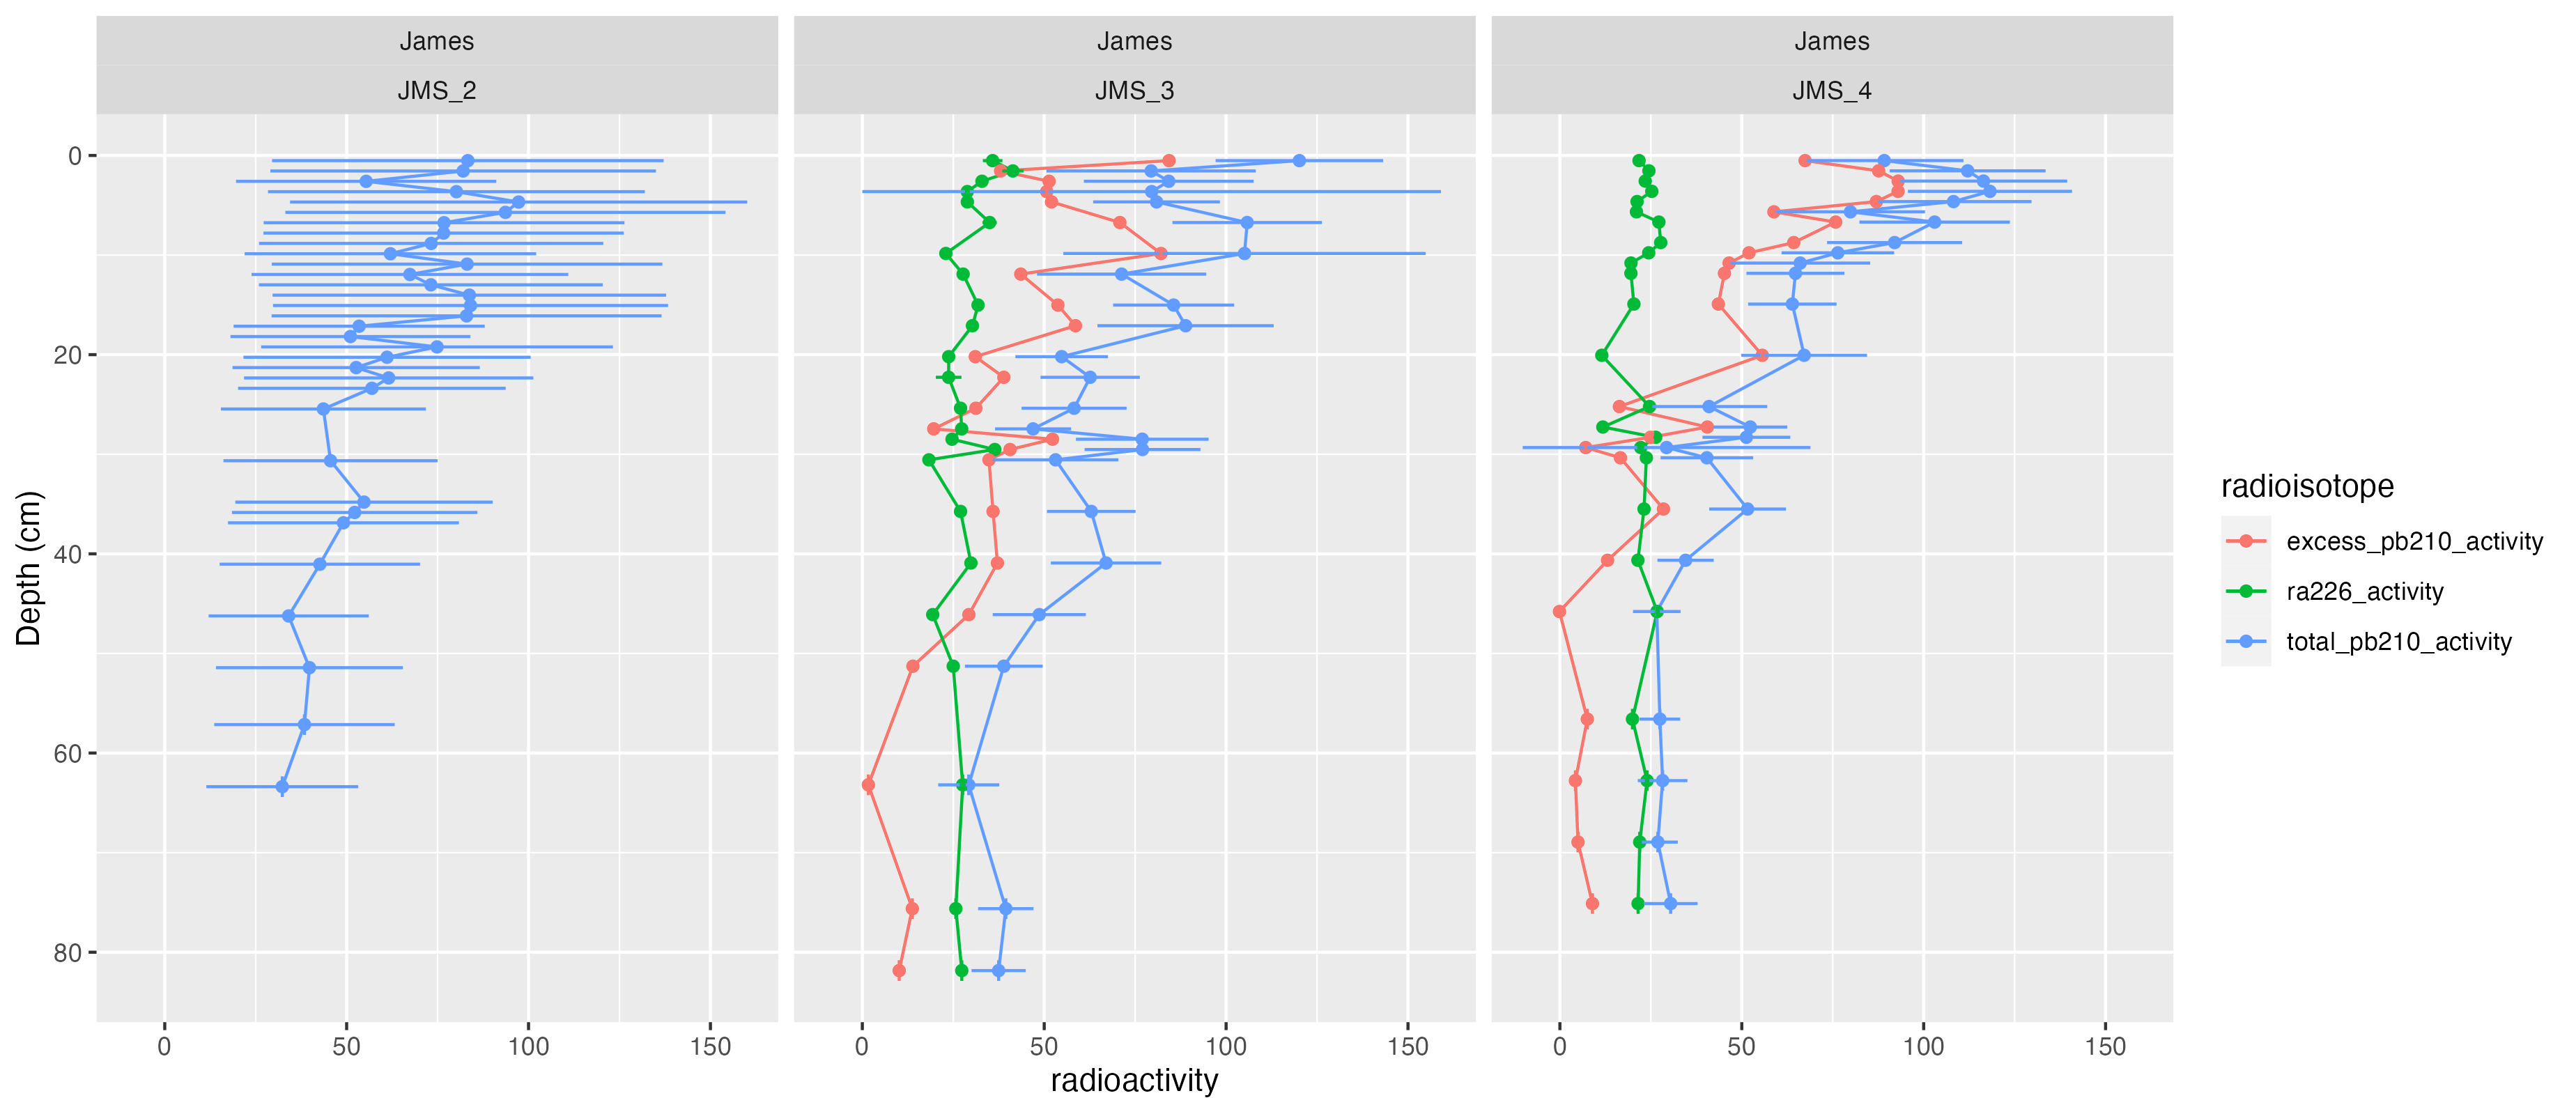 James
James
James
JMS_2
JMS_3
JMS_4
Depth (cm)
0
20
40
60
80
0
50
100
150
0
50
100
150
0
50
100
150
radioactivity
radioisotope
excess_pb210_activity
ra226_activity
total_pb210_activity